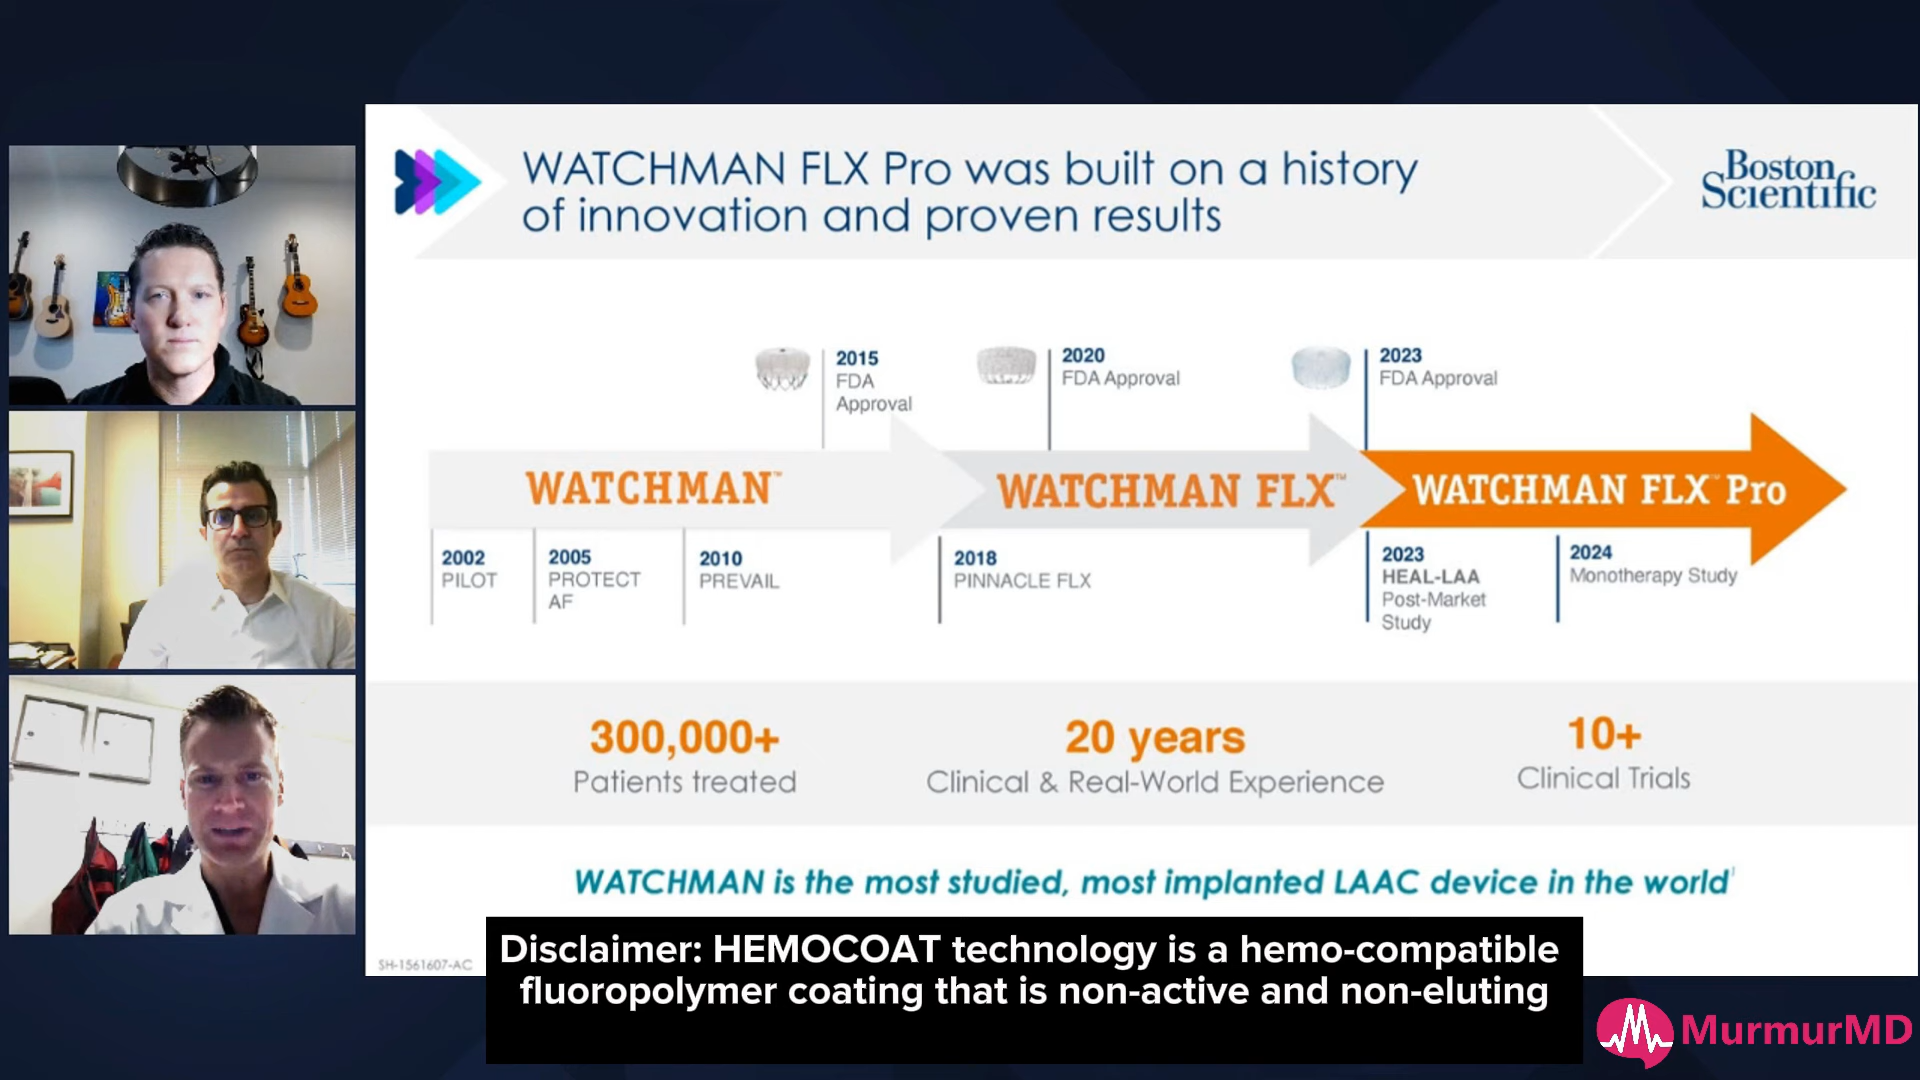 WATCHMAN FLX Pro was built on a history
of innovation and proven results
Boston
Scientific
2015
FDA
Approval
2020
FDA Approval
2023
FDA Approval
WATCHMAN™
WATCHMAN FLX™
WATCHMAN FLX™ Pro
2002
PILOT
2005
PROTECT
AF
2010
PREVAIL
2018
PINNACLE FLX
2023
HEAL-LAA
Post-Market
Study
2024
Monotherapy Study
300,000+
Patients treated
20 years
Clinical & Real-World Experience
10+
Clinical Trials
WATCHMAN is the most studied, most implanted LAAC device in the world¹
SH-1561607-AC
Disclaimer: HEMOCOAT technology is a hemo-compatible
fluoropolymer coating that is non-active and non-eluting
MurmurMD